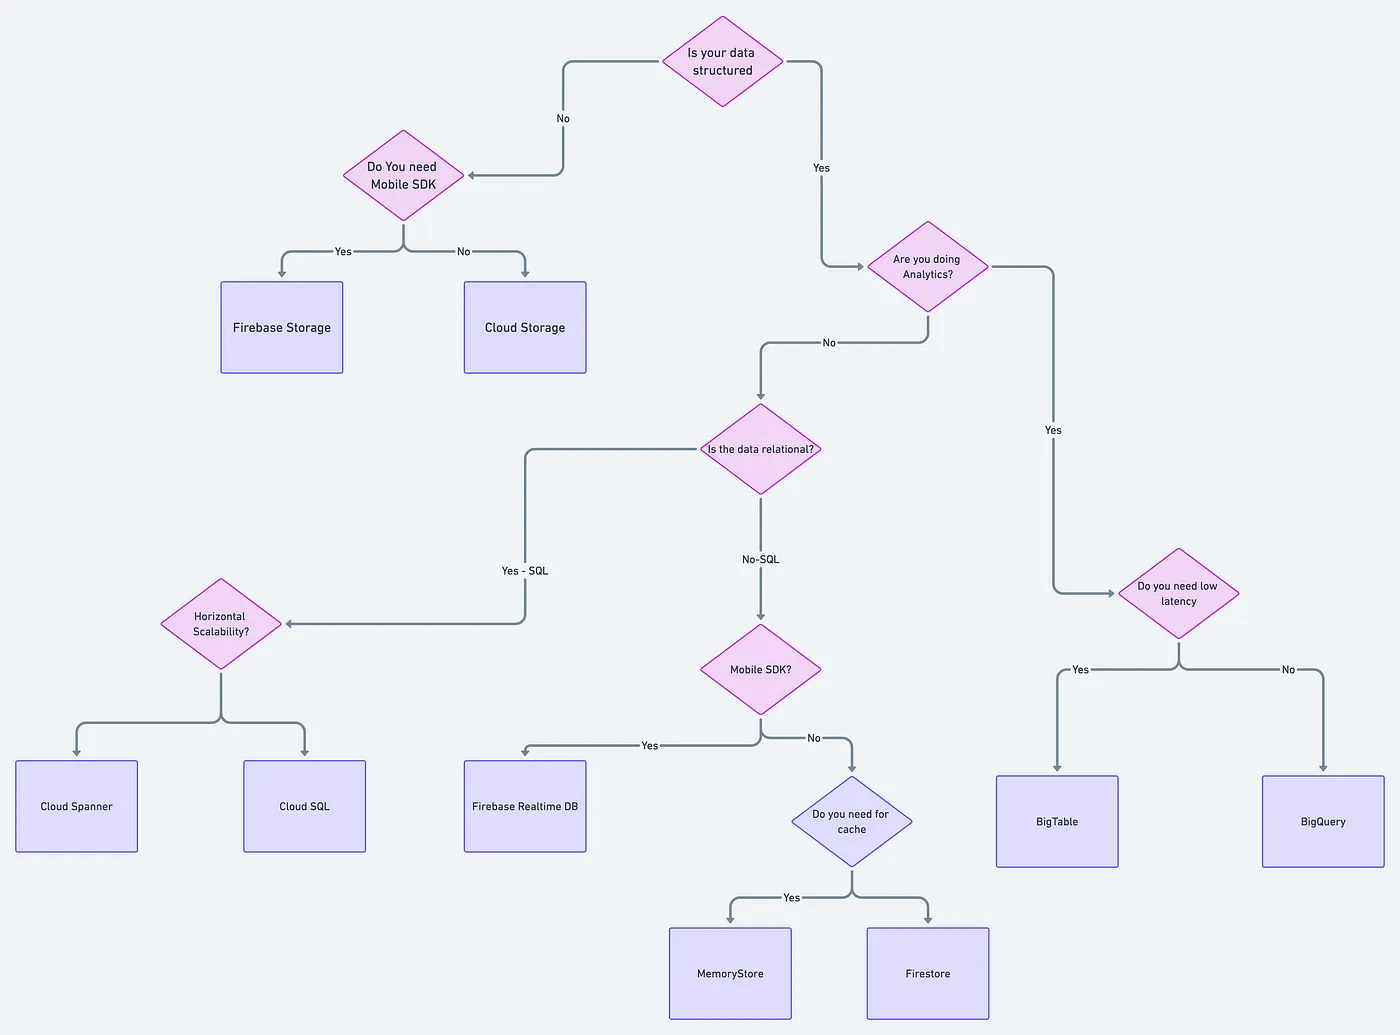 Is your data
structured
No
Yes
Do You need
Mobile SDK
Yes
No
Firebase Storage
Cloud Storage
Are you doing
Analytics?
No
Yes
Is the data relational?
Yes - SQL
No-SQL
Horizontal
Scalability?
Cloud Spanner
Cloud SQL
Mobile SDK?
Yes
No
Firebase Realtime DB
Do you need for
cache
Yes
MemoryStore
Firestore
Do you need low
latency
Yes
No
BigTable
BigQuery